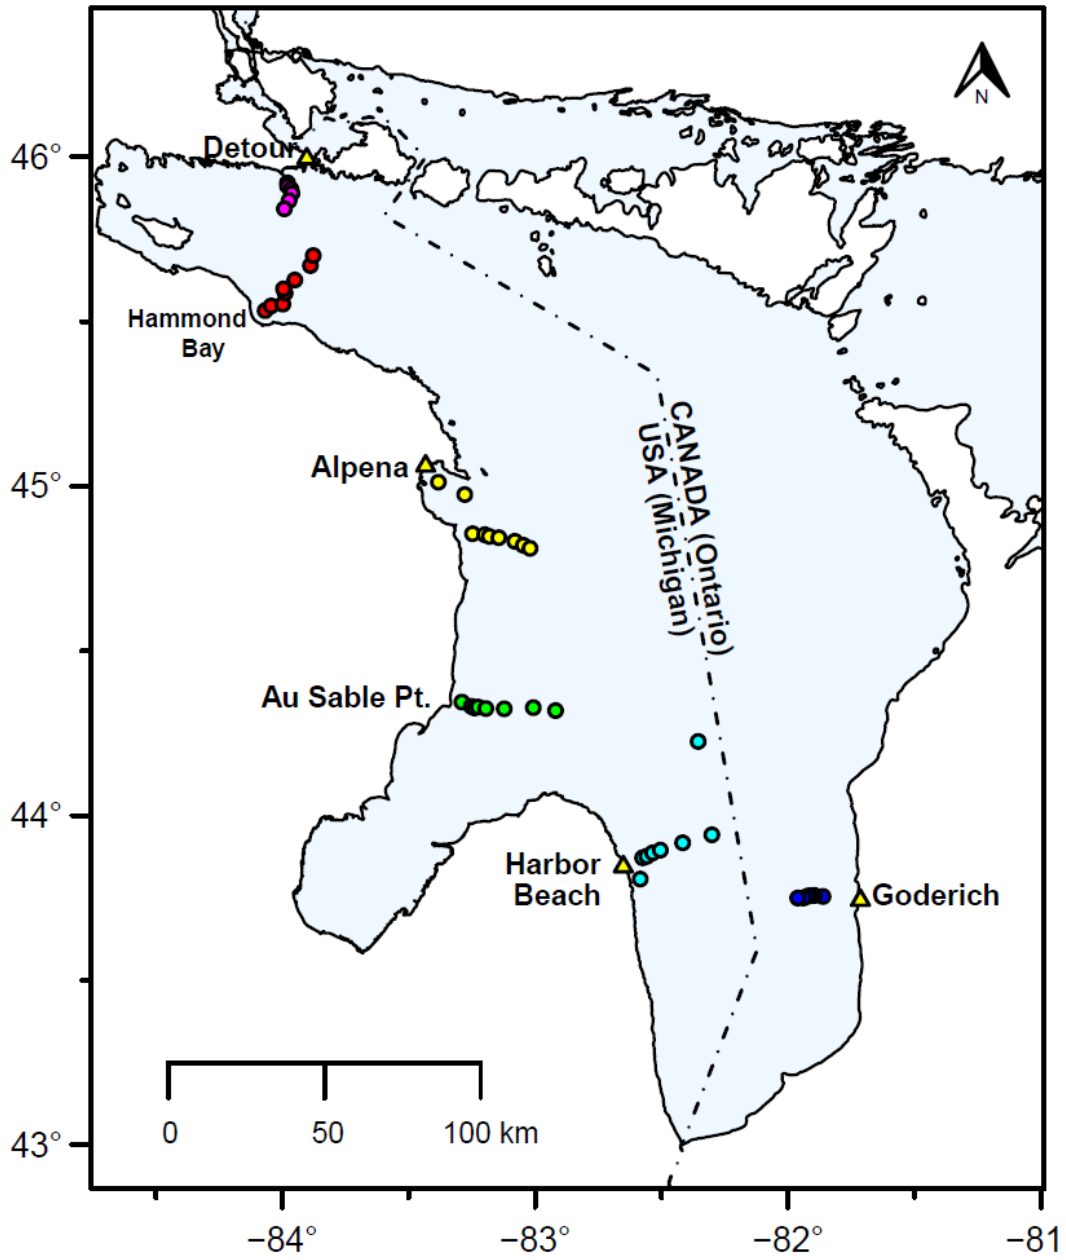 N
Detour
46°
Hammond
Bay
CANADA (Ontario)
USA (Michigan)
Alpena
45°
Au Sable Pt.
44°
Harbor
Beach
Goderich
0 50 100 km
43°
−84° −83° −82° −81